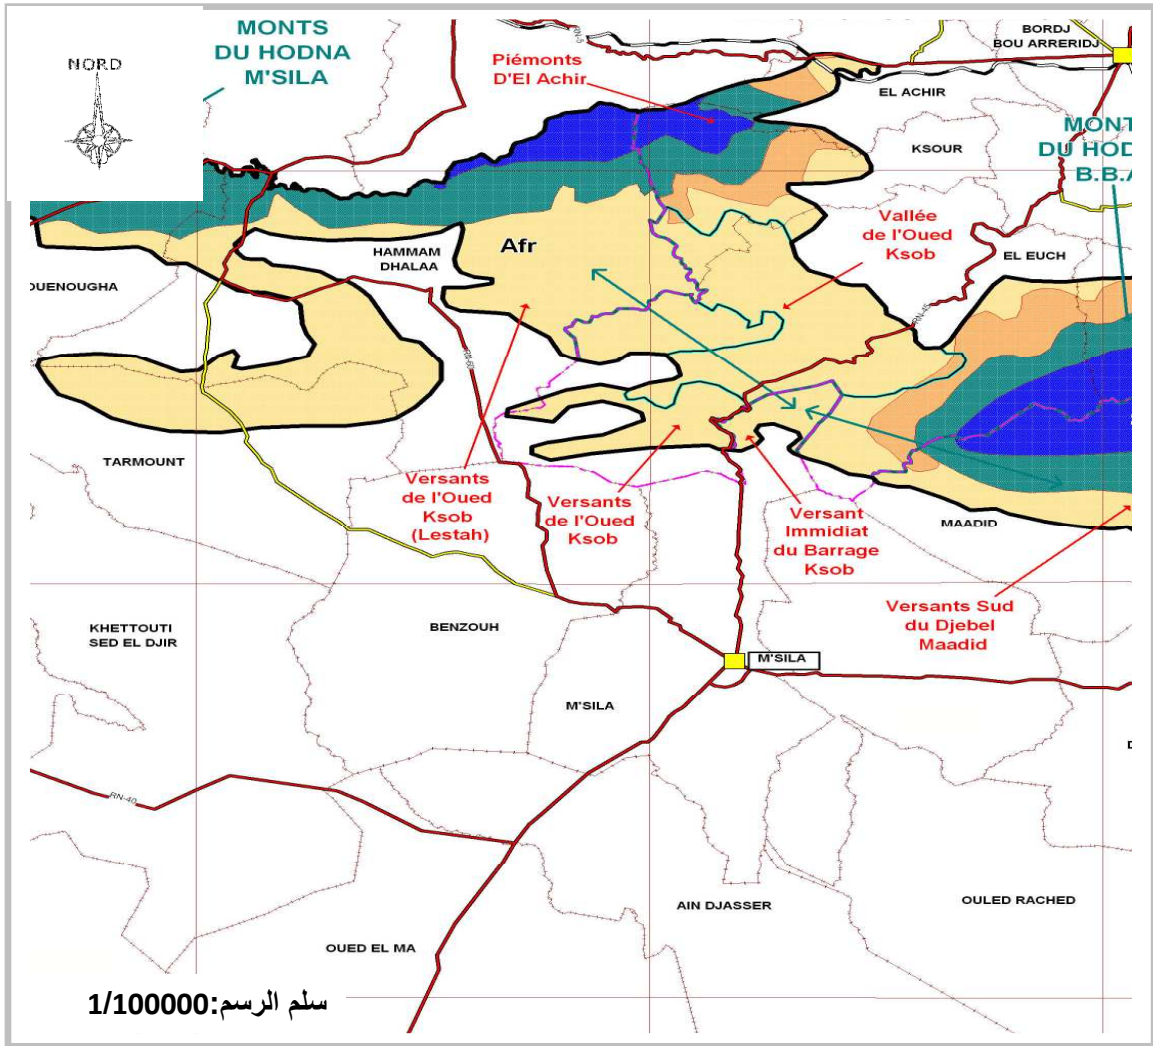 MONTS
DU HODNA
M'SILA
NORD
RN-5
Piémonts
D'El Achir
BORDJ
BOU ARRERIDJ
EL ACHIR
KSOUR
MONT
DU HOD
B.B.A
Vallée
de l'Oued
Ksob
EL EUCH
HAMMAM
DHALAA
Afr
OUENOUGHA
TARMOUNT
Versants
de l'Oued
Ksob
(Lestah)
Versants
de l'Oued
Ksob
Versant
Immidiat
du Barrage
Ksob
MAADID
Versants Sud
du Djebel
Maadid
KHETTOUTI
SED EL DJIR
BENZOUH
M'SILA
M'SILA
RN-40
AIN DJASSER
OULED RACHED
OUED EL MA
سلم الرسم:1/100000